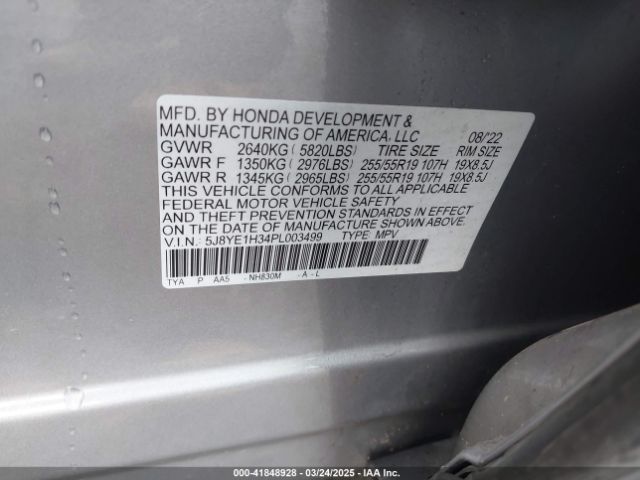 MFD. BY HONDA DEVELOPMENT &
MANUFACTURING OF AMERICA, LLC 08/'22
GVWR 2640KG ( 5820LBS) TIRE SIZE RIM SIZE
GAWR F 1350KG ( 2976LBS) 255/55R19 107H 19X8.5J
GAWR R 1345KG ( 2965LBS) 255/55R19 107H 19X8.5J
THIS VEHICLE CONFORMS TO ALL APPLICABLE
FEDERAL MOTOR VEHICLE SAFETY
AND THEFT PREVENTION STANDARDS IN EFFECT
ON THE DATE OF MANUFACTURE SHOWN ABOVE.
V.I.N.: 5J8YE1H34PL003499 TYPE: MPV
TYA P AA5 -NH830M -A-L
000-41848928 - 03/24/2025 - IAA Inc.